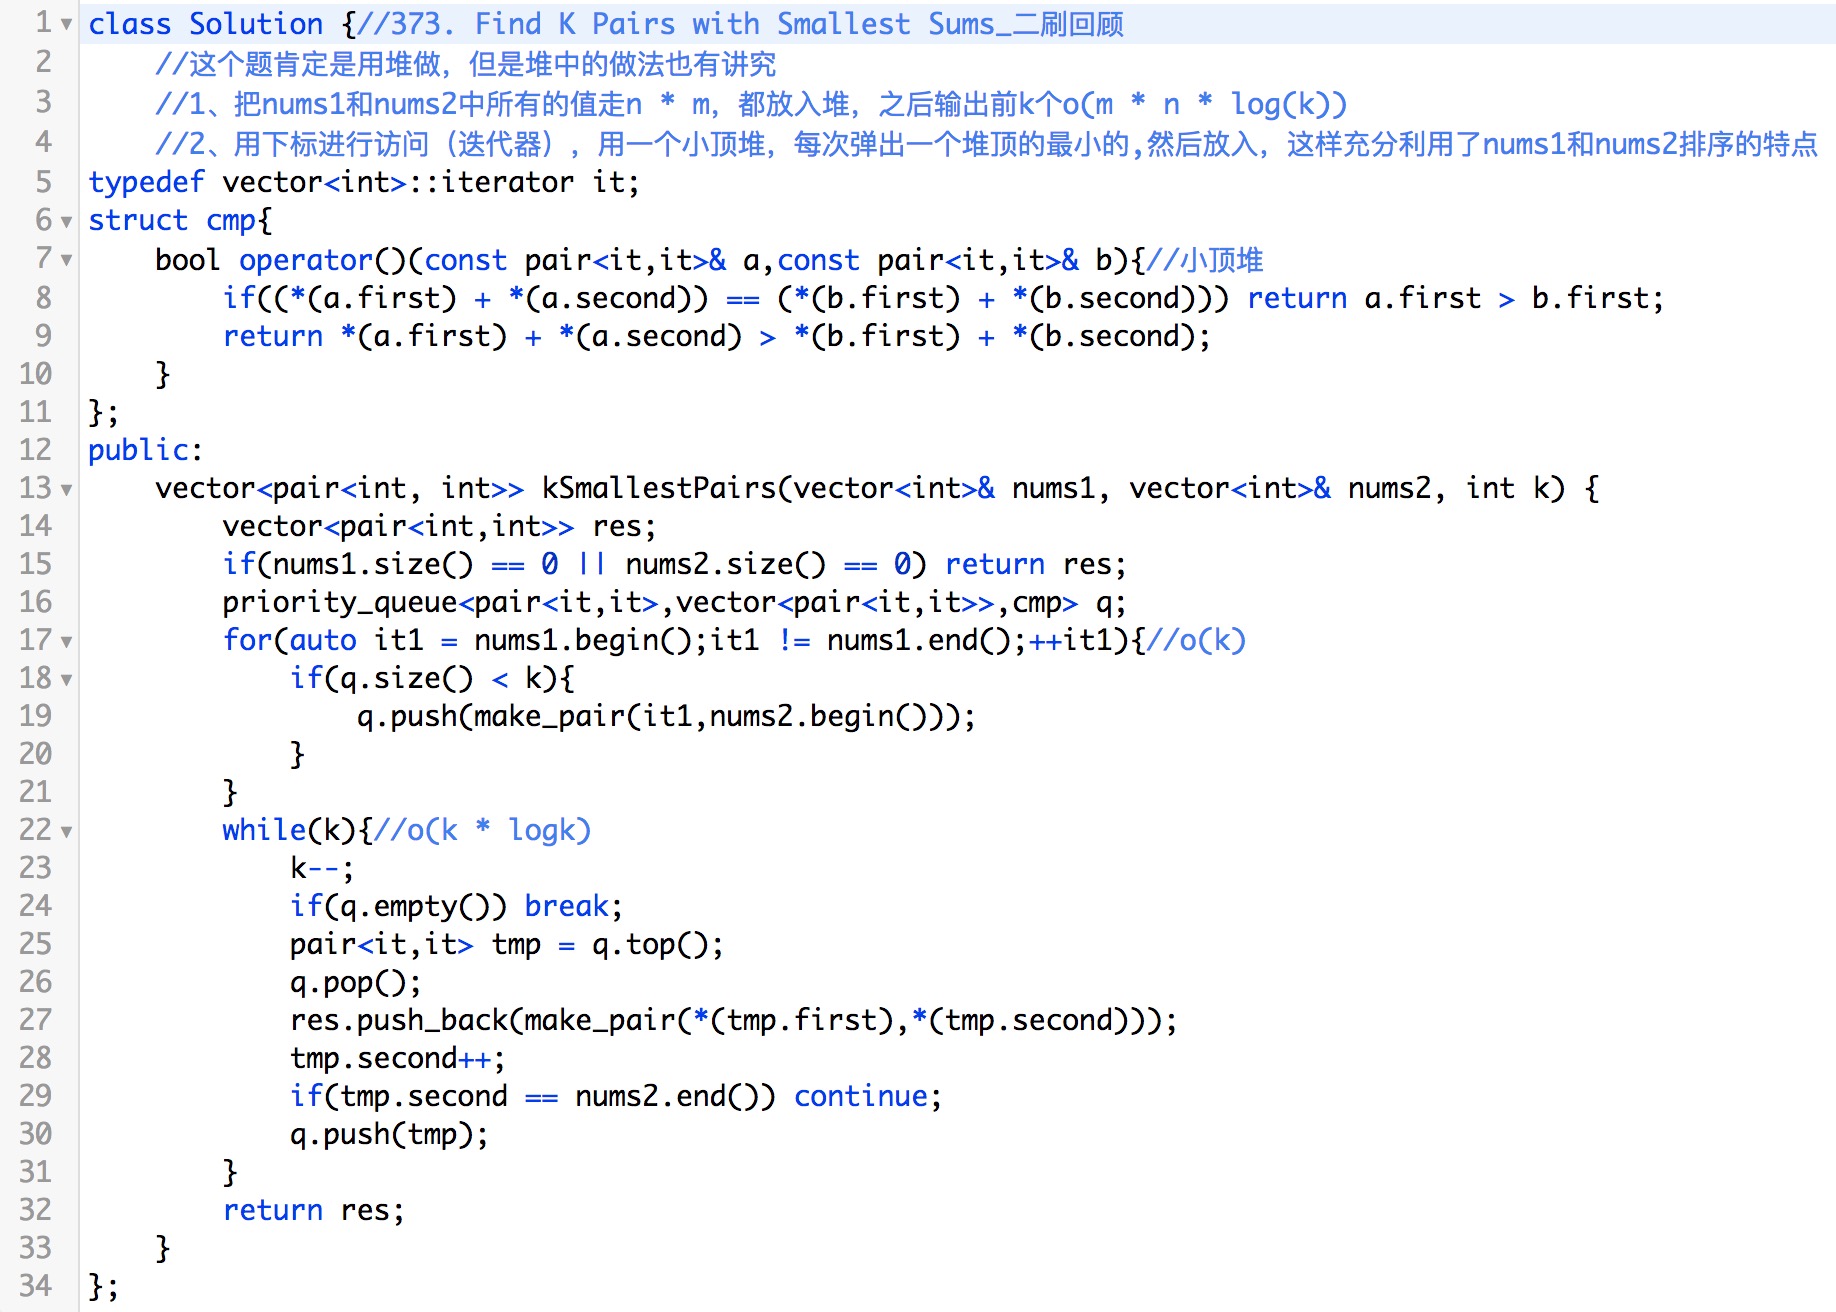 1 class Solution {//373. Find K Pairs with Smallest Sums_二刷回顾
2     //这个题肯定是用堆做，但是堆中的做法也有讲究
3     //1、把nums1和nums2中所有的值走n * m，都放入堆，之后输出前k个o(m * n * log(k))
4     //2、用下标进行访问（迭代器），用一个小顶堆，每次弹出一个堆顶的最小的,然后放入，这样充分利用了nums1和nums2排序的特点
5 typedef vector<int>::iterator it;
6 struct cmp{
7     bool operator()(const pair<it,it>& a,const pair<it,it>& b){//小顶堆
8         if((*(a.first) + *(a.second)) == (*(b.first) + *(b.second))) return a.first > b.first;
9         return *(a.first) + *(a.second) > *(b.first) + *(b.second);
10     }
11 };
12 public:
13     vector<pair<int, int>> kSmallestPairs(vector<int>& nums1, vector<int>& nums2, int k) {
14         vector<pair<int,int>> res;
15         if(nums1.size() == 0 || nums2.size() == 0) return res;
16         priority_queue<pair<it,it>,vector<pair<it,it>>,cmp> q;
17         for(auto it1 = nums1.begin();it1 != nums1.end();++it1){//o(k)
18             if(q.size() < k){
19                 q.push(make_pair(it1,nums2.begin()));
20             }
21         }
22         while(k){//o(k * logk)
23             k--;
24             if(q.empty()) break;
25             pair<it,it> tmp = q.top();
26             q.pop();
27             res.push_back(make_pair(*(tmp.first),*(tmp.second)));
28             tmp.second++;
29             if(tmp.second == nums2.end()) continue;
30             q.push(tmp);
31         }
32         return res;
33     }
34 };